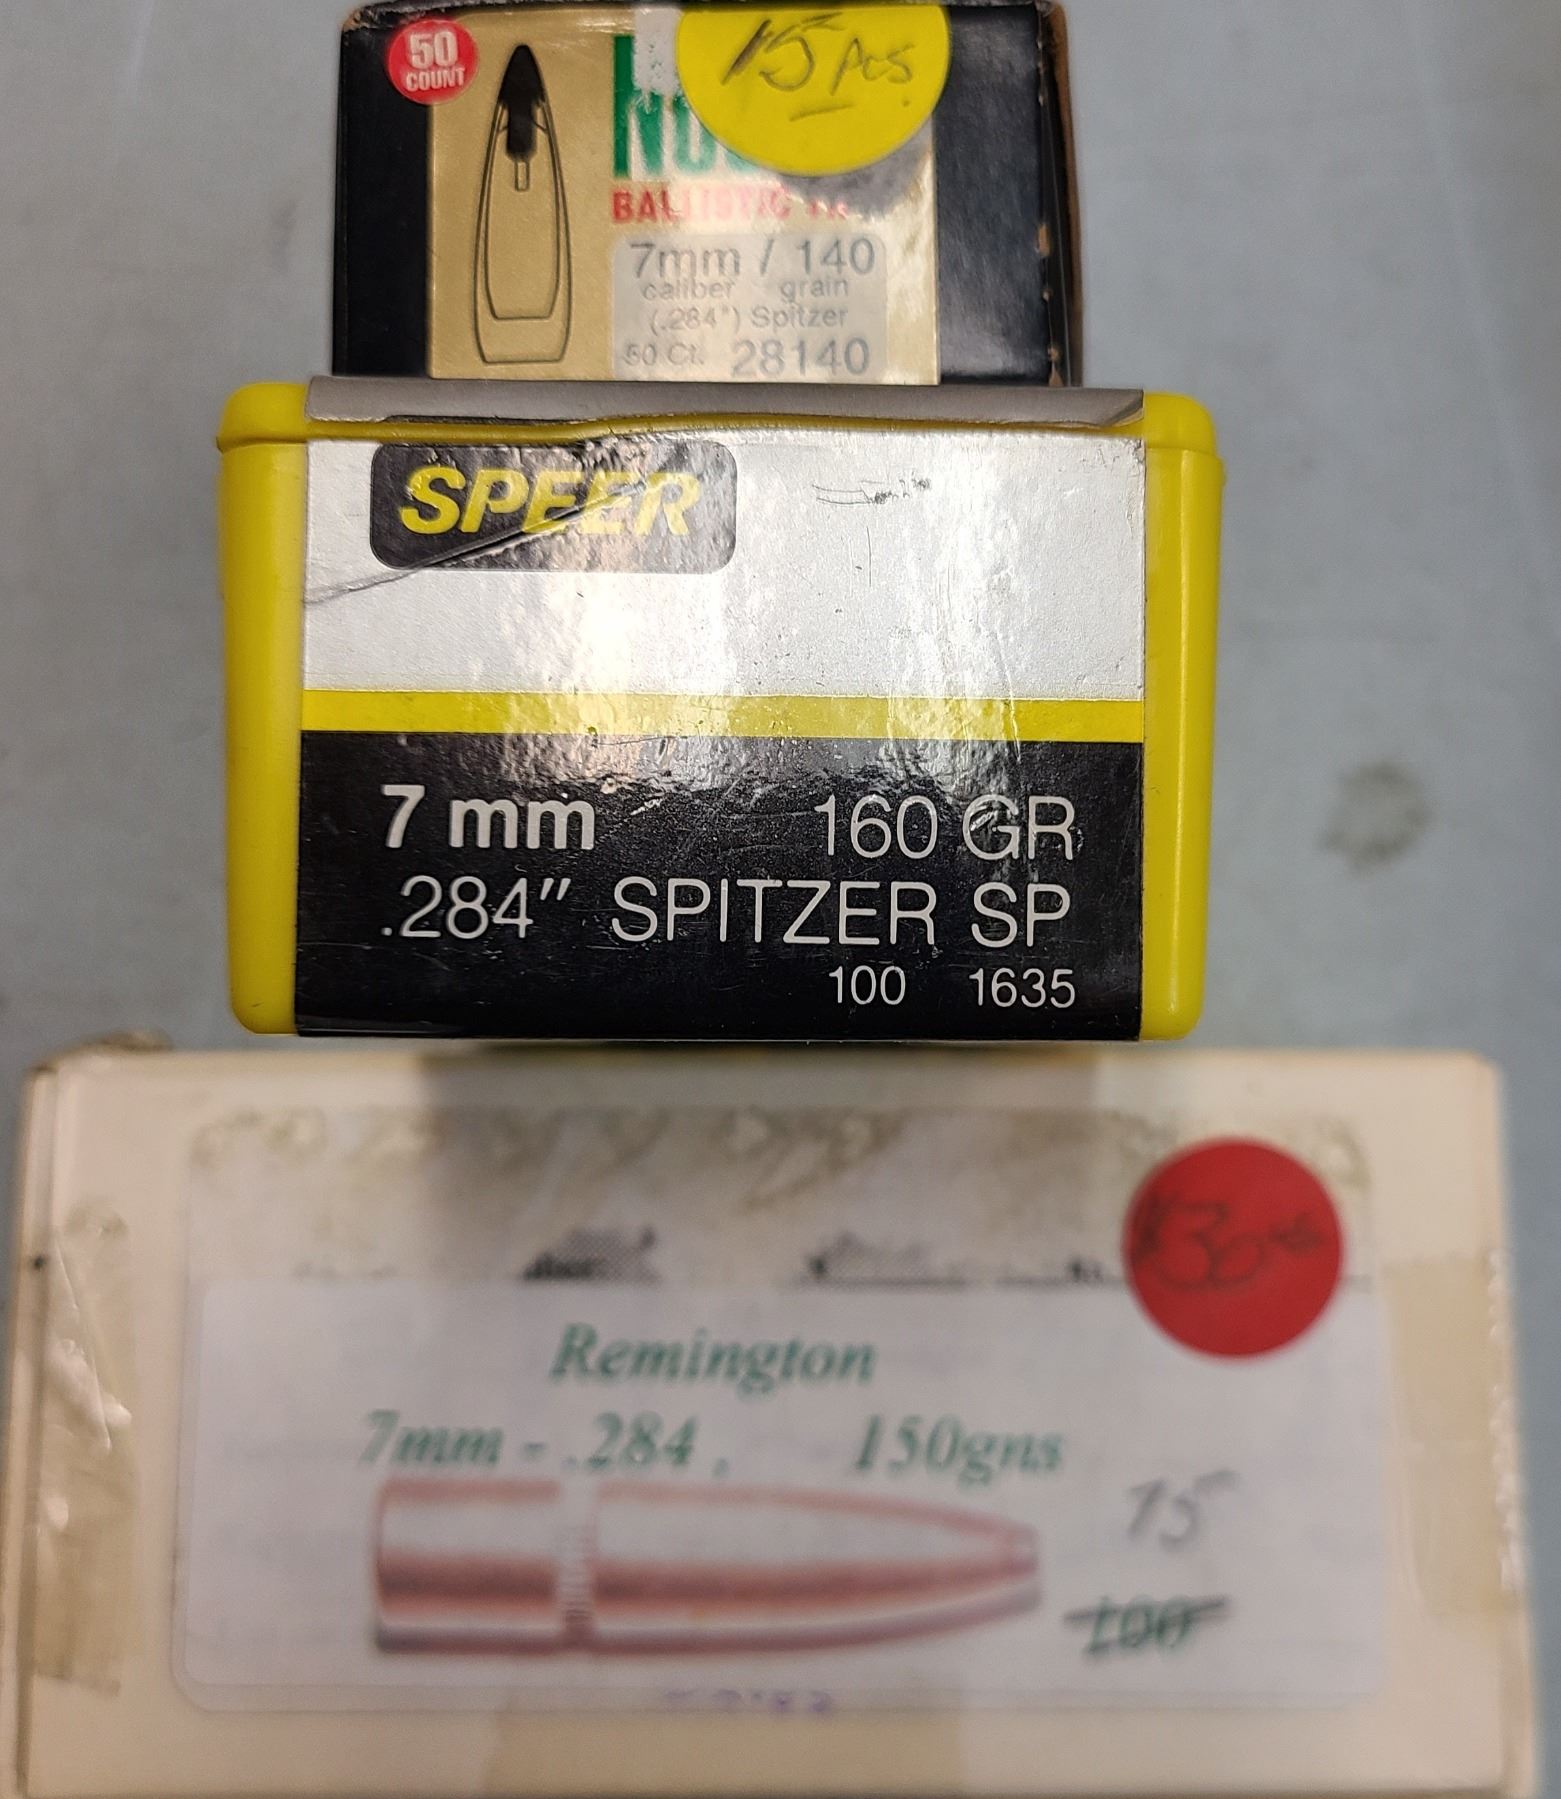 50
COUNT
15 pcs.
BALLISTIC
7mm / 140
caliber grain
(.284") Spitzer
50 Ct. 28140
SPEER
7 mm 160 GR
.284" SPITZER SP
100 1635
Remington
7mm - .284 , 150gns
75
100